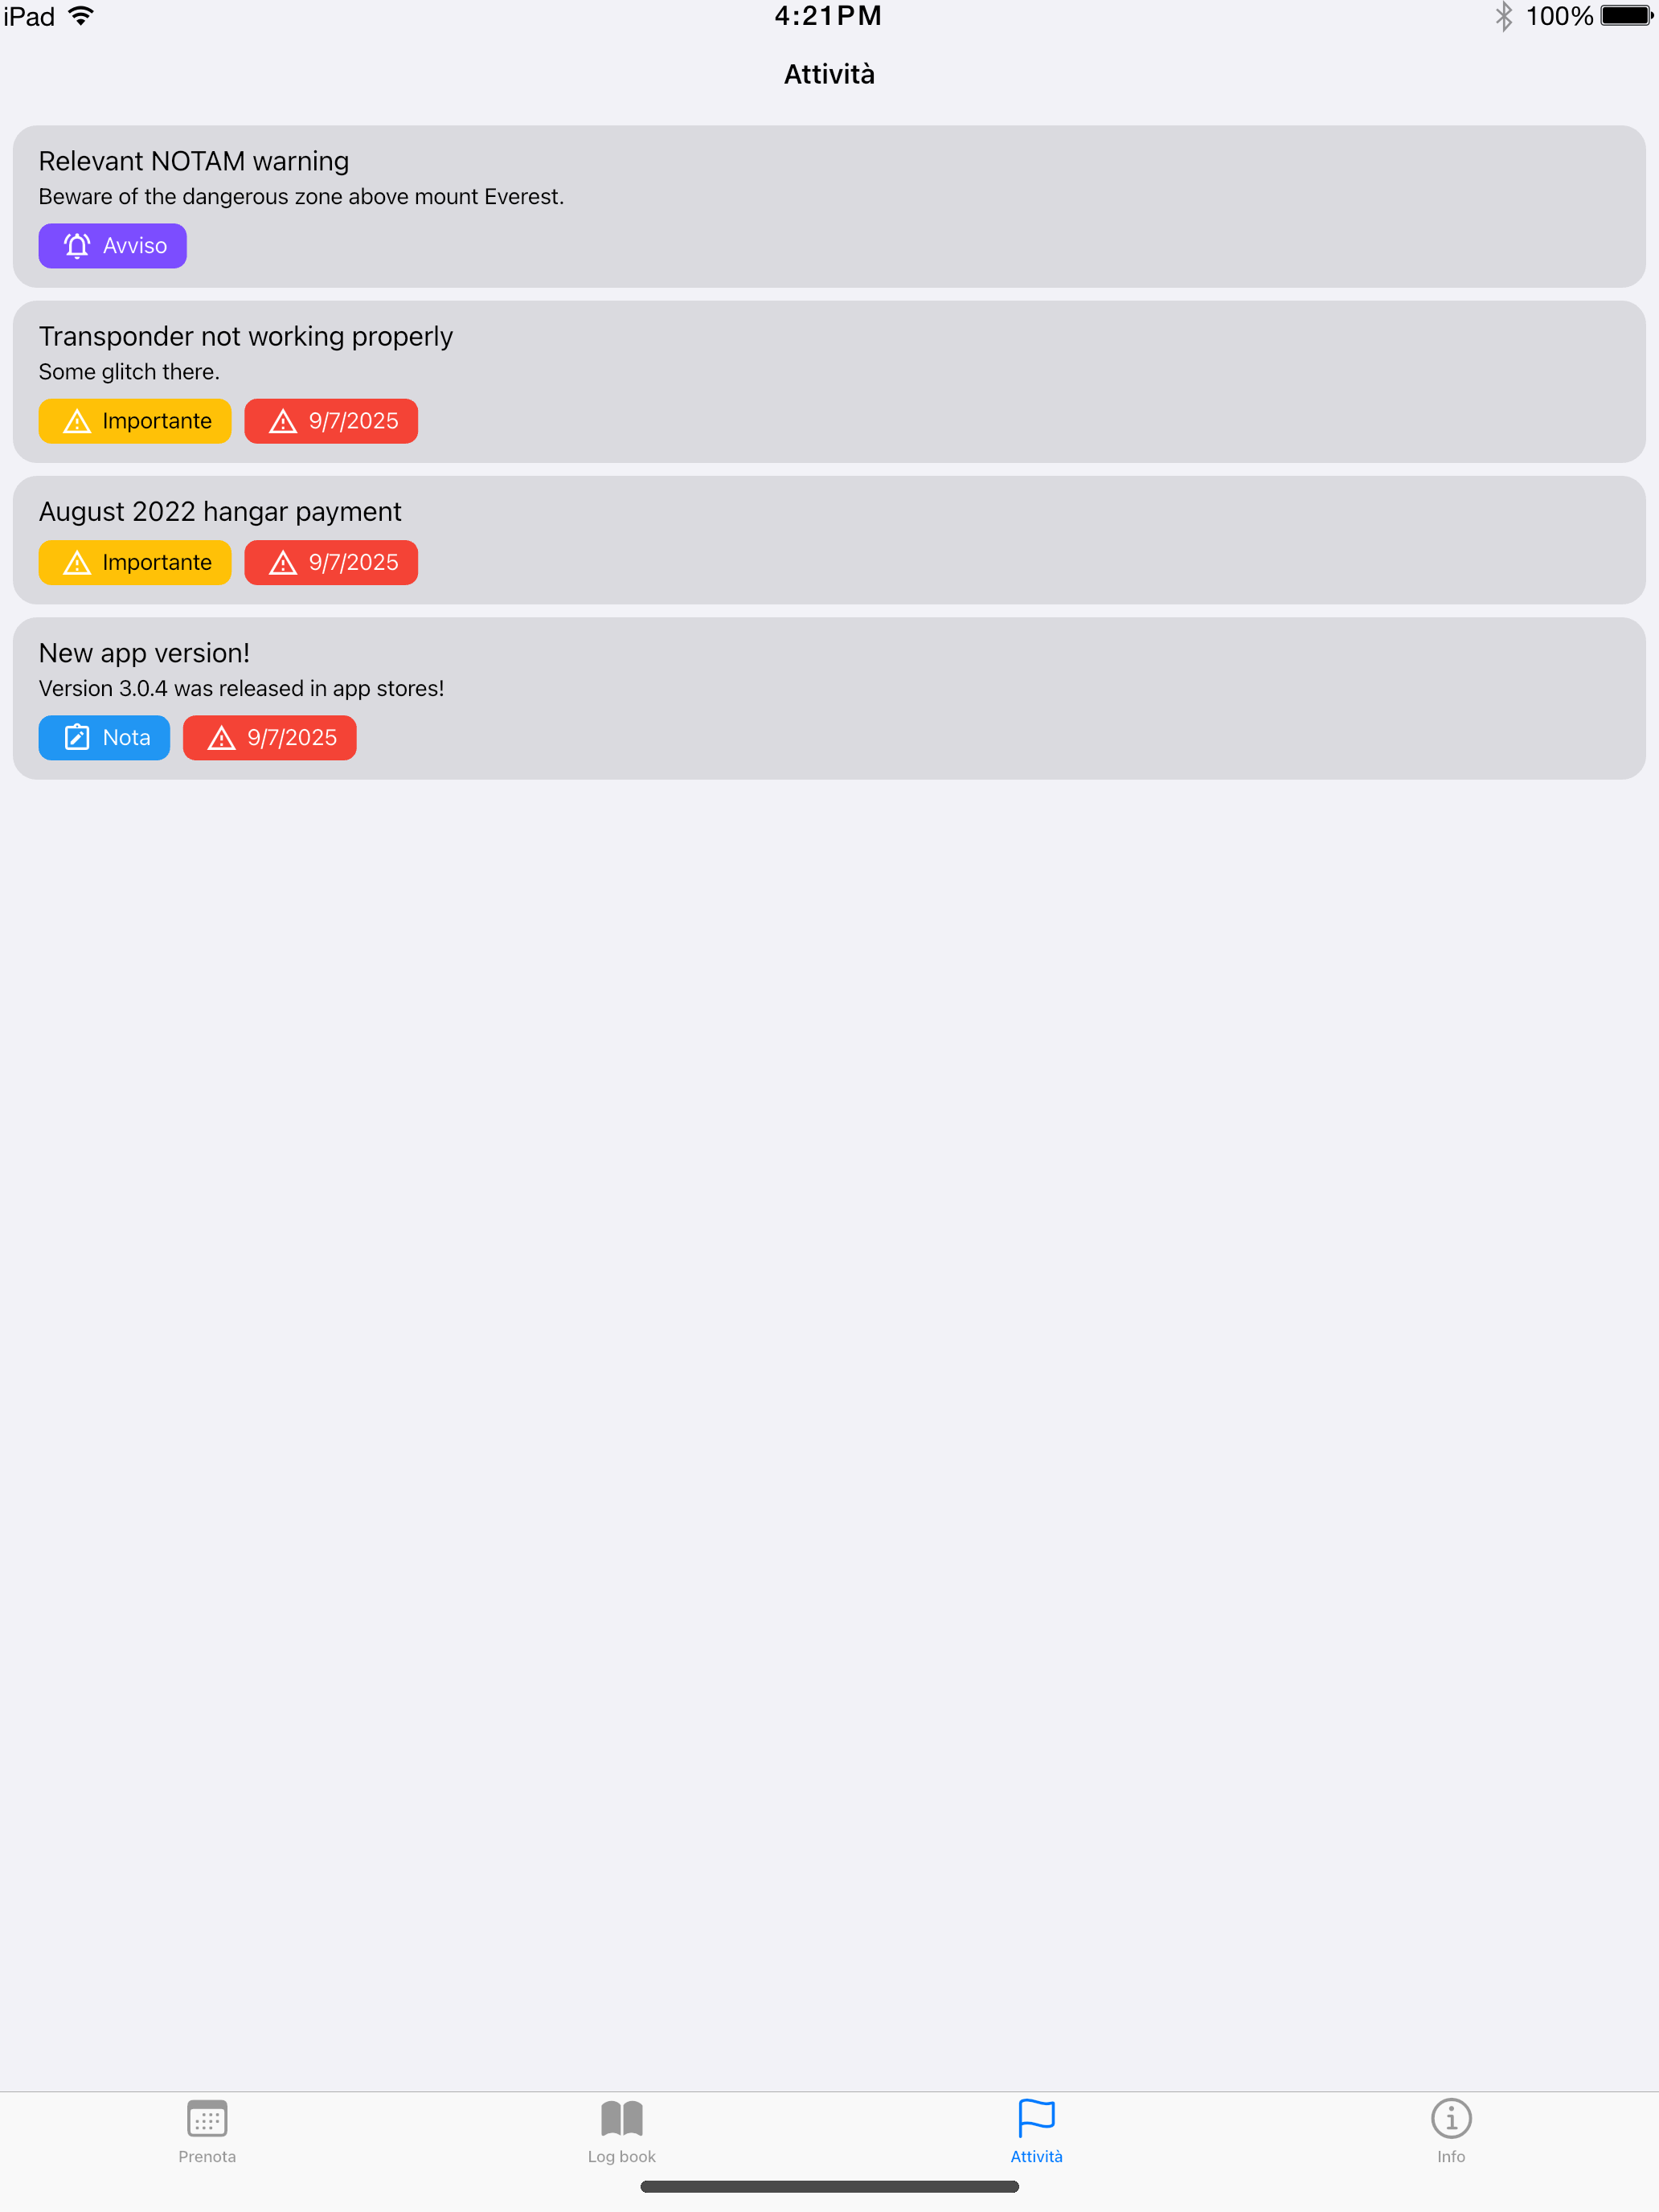 iPad 4:21PM 100%
Attività
Relevant NOTAM warning
Beware of the dangerous zone above mount Everest.
Avviso
Transponder not working properly
Some glitch there.
Importante 9/7/2025
August 2022 hangar payment
Importante 9/7/2025
New app version!
Version 3.0.4 was released in app stores!
Nota 9/7/2025
Prenota Log book Attività Info